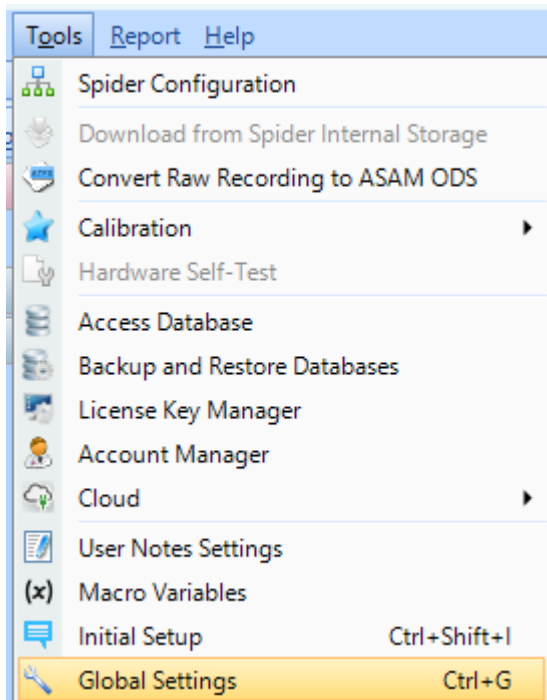 Tools Report Help
Spider Configuration
Download from Spider Internal Storage
Convert Raw Recording to ASAM ODS
Calibration
Hardware Self-Test
Access Database
Backup and Restore Databases
License Key Manager
Account Manager
Cloud
User Notes Settings
(x) Macro Variables
Initial Setup Ctrl+Shift+I
Global Settings Ctrl+G